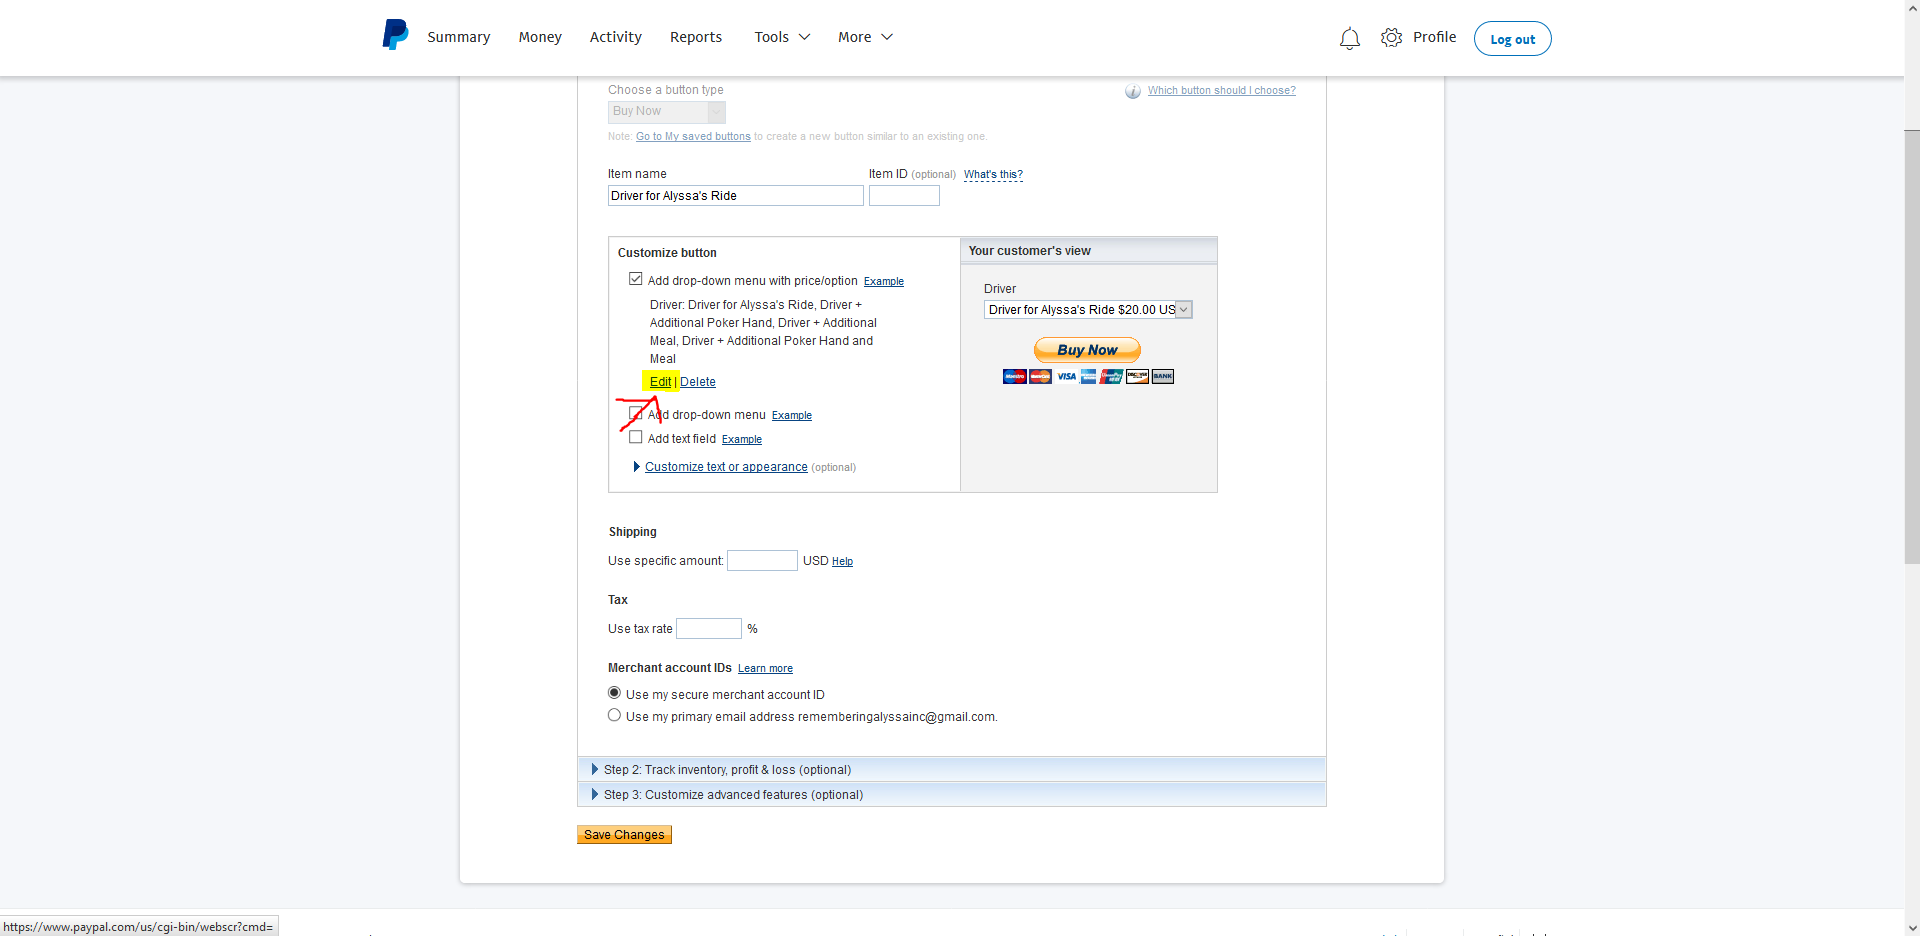 Summary Money Activity Reports Tools More Profile Log out
Choose a button type
Which button should I choose?
Buy Now
Note: Go to My saved buttons to create a new button similar to an existing one.
Item name Item ID (optional) What's this?
Driver for Alyssa's Ride
Customize button
Add drop-down menu with price/option Example
Driver: Driver for Alyssa's Ride, Driver +
Additional Poker Hand, Driver + Additional
Meal, Driver + Additional Poker Hand and
Meal
Edit | Delete
Add drop-down menu Example
Add text field Example
Customize text or appearance (optional)
Your customer's view
Driver
Driver for Alyssa's Ride $20.00 US
Buy Now
Maestro MasterCard VISA DISCOVER BANK
Shipping
Use specific amount: USD Help
Tax
Use tax rate %
Merchant account IDs Learn more
Use my secure merchant account ID
Use my primary email address rememberingalyssainc@gmail.com.
Step 2: Track inventory, profit & loss (optional)
Step 3: Customize advanced features (optional)
Save Changes
https://www.paypal.com/us/cgi-bin/webscr?cmd=